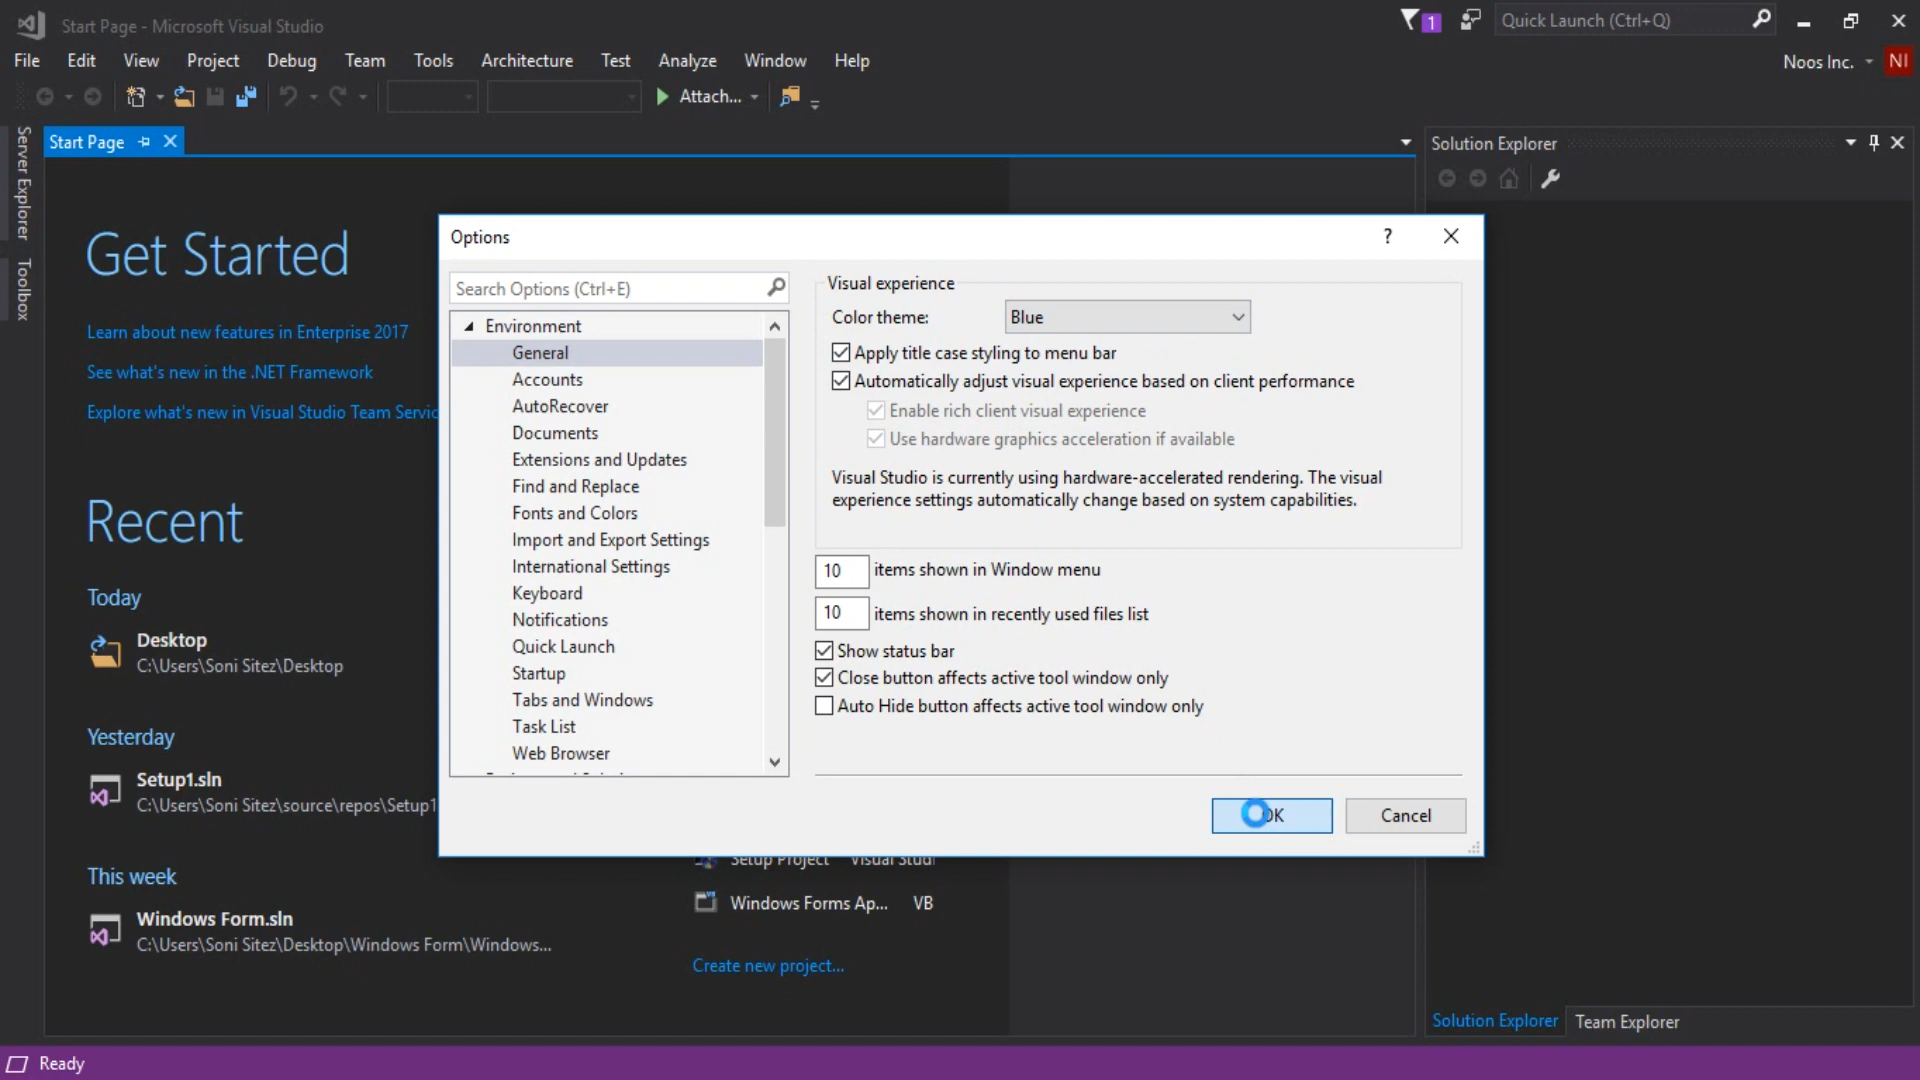 Start Page - Microsoft Visual Studio
1
Quick Launch (Ctrl+Q)
File Edit View Project Debug Team Tools Architecture Test Analyze Window Help
Noos Inc.
NI
Attach...
Server Explorer
Toolbox
Start Page
Solution Explorer
Get Started
Learn about new features in Enterprise 2017
See what's new in the .NET Framework
Explore what's new in Visual Studio Team
Recent
Today
Desktop
C:\Users\Soni Sitez\Desktop
Yesterday
Setup1.sln
C:\Users\Soni Sitez\source\repos\Setup1
This week
Windows Form.sln
C:\Users\Soni Sitez\Desktop\Windows Form\Windows...
Options
?
Search Options (Ctrl+E)
Environment
General
Accounts
AutoRecover
Documents
Extensions and Updates
Find and Replace
Fonts and Colors
Import and Export Settings
International Settings
Keyboard
Notifications
Quick Launch
Startup
Tabs and Windows
Task List
Web Browser
Visual experience
Color theme: Blue
Apply title case styling to menu bar
Automatically adjust visual experience based on client performance
Enable rich client visual experience
Use hardware graphics acceleration if available
Visual Studio is currently using hardware-accelerated rendering. The visual
experience settings automatically change based on system capabilities.
10 items shown in Window menu
10 items shown in recently used files list
Show status bar
Close button affects active tool window only
Auto Hide button affects active tool window only
OK
Cancel
Setup Project Visual
Windows Forms Ap... VB
Create new project...
Solution Explorer
Team Explorer
Ready